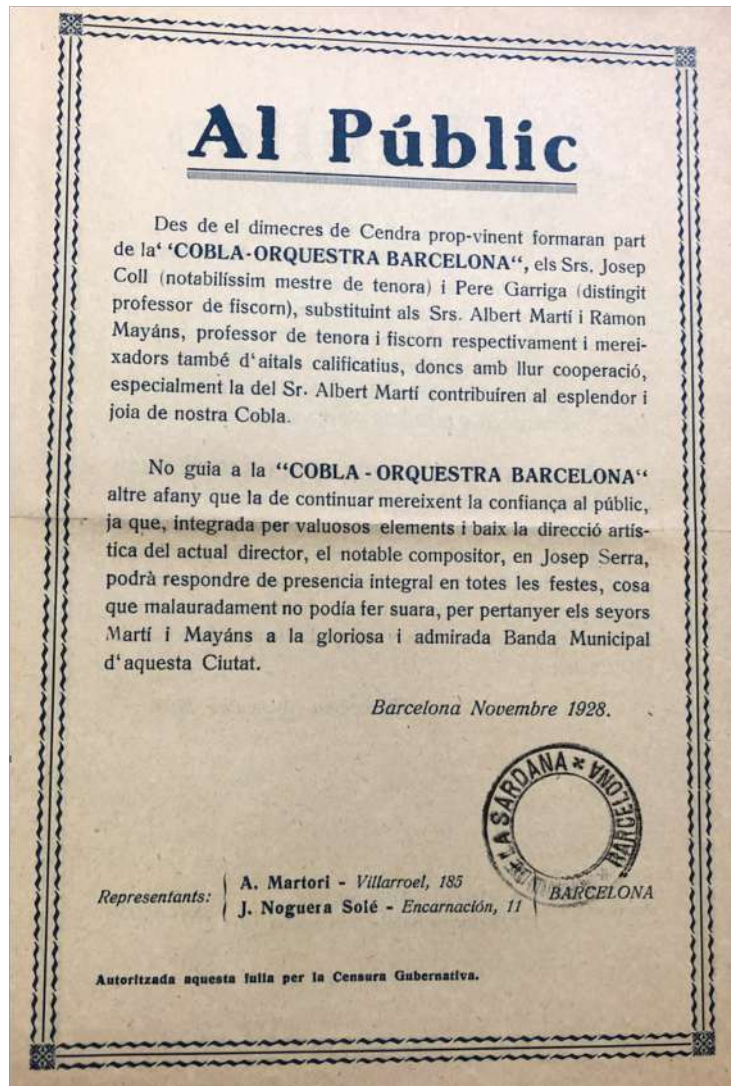 Al Públic
Des de el dimecres de Cendra prop-vinent formaran part
de la‘ ‘COBLA-ORQUESTRA BARCELONA“, els Srs. Josep
Coll (notabilíssim mestre de tenora) i Pere Garriga (distingit
professor de fiscorn), substituint als Srs. Albert Martí i Ramon
Mayáns, professor de tenora i fiscorn respectivament i merei-
xadors també d‘aitals calificatius, doncs amb llur cooperació,
especialment la del Sr. Albert Martí contribuíren al esplendor i
joia de nostra Cobla.
No guia a la “COBLA - ORQUESTRA BARCELONA“
altre afany que la de continuar mereixent la confiança al públic,
ja que, integrada per valuosos elements i baix la direcció artís-
tica del actual director, el notable compositor, en Josep Serra,
podrà respondre de presencia integral en totes les festes, cosa
que malauradament no podía fer suara, per pertanyer els seyors
Martí i Mayáns a la gloriosa i admirada Banda Municipal
d‘aquesta Ciutat.
Barcelona Novembre 1928.
DE LA SARDANA * BARCELONA
Representants:
A. Martori - Villarroel, 185
J. Noguera Solé - Encarnación, 11
BARCELONA
Autoritzada aquesta fulla per la Censura Gubernativa.